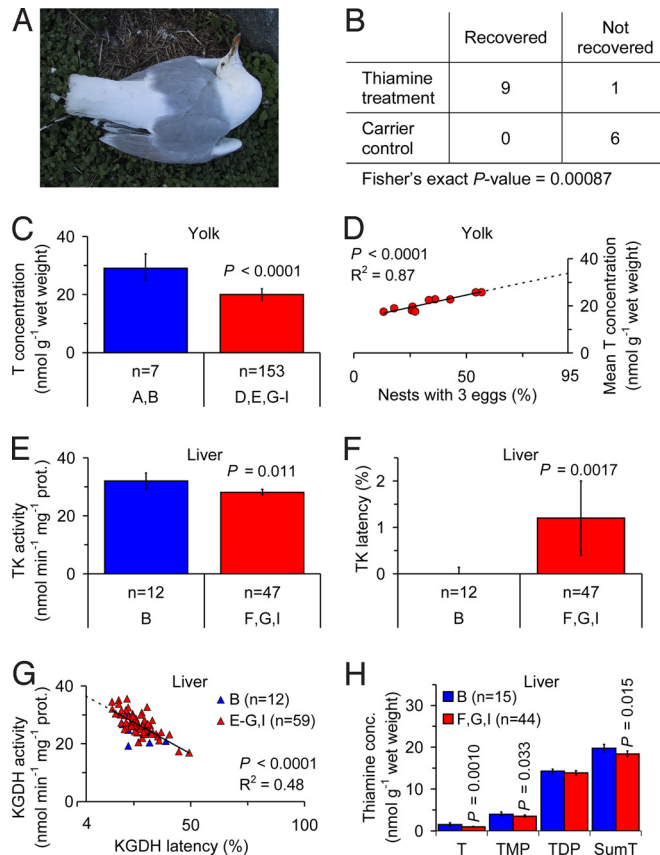 A
B
Recovered
Not
recovered
Thiamine
treatment
9
1
Carrier
control
0
6
Fisher's exact P-value = 0.00087
C
Yolk
T concentration
(nmol g⁻¹ wet weight)
40
20
0
P < 0.0001
n=7
n=153
A,B
D,E,G-I
D
Yolk
P < 0.0001
R² = 0.87
40
20
0
Mean T concentration
(nmol g⁻¹ wet weight)
0
50
95
Nests with 3 eggs (%)
E
Liver
TK activity
(nmol min⁻¹ mg⁻¹ prot.)
40
20
0
P = 0.011
n=12
n=47
B
F,G,I
F
Liver
TK latency (%)
2
1
0
P = 0.0017
n=12
n=47
B
F,G,I
G
Liver
KGDH activity
(nmol min⁻¹ mg⁻¹ prot.)
40
20
0
B (n=12)
E-G,I (n=59)
P < 0.0001
R² = 0.48
4
50
100
KGDH latency (%)
H
Liver
Thiamine conc.
(nmol g⁻¹ wet weight)
30
20
10
0
B (n=15)
F,G,I (n=44)
P = 0.0010
P = 0.033
P = 0.015
T
TMP
TDP
SumT